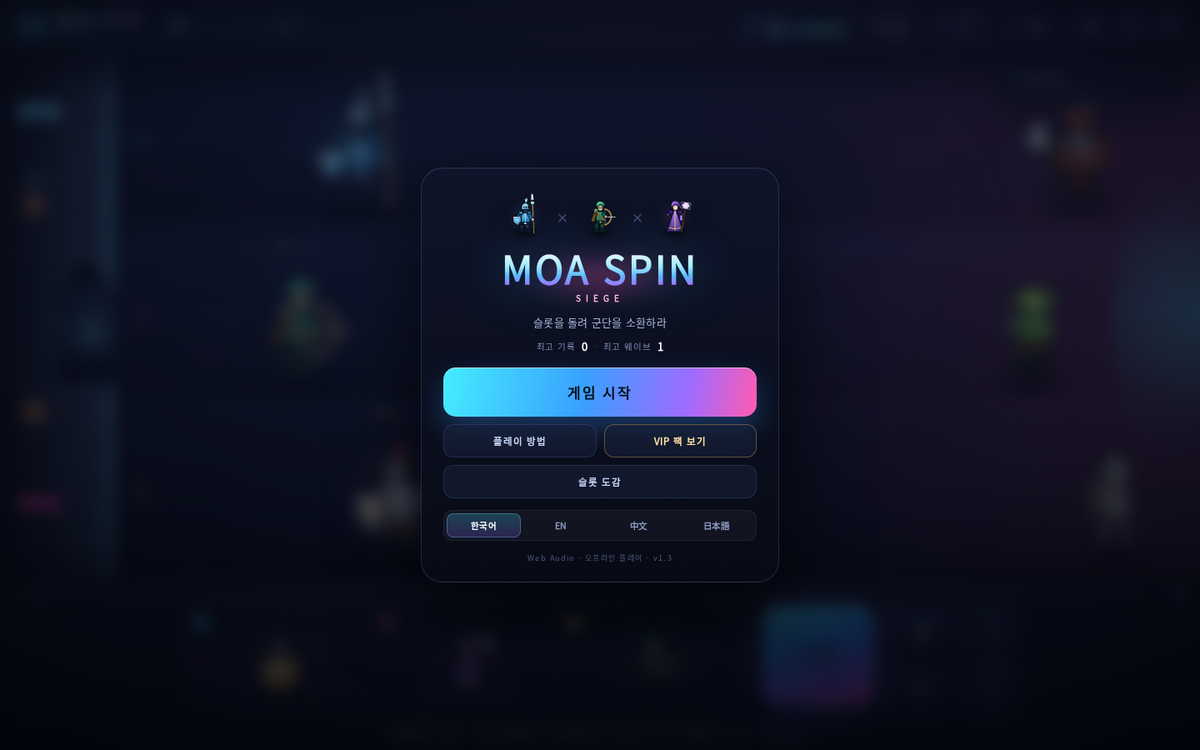 × ×
MOA SPIN
SIEGE
슬롯을 돌려 군단을 소환하라
최고 기록 0 · 최고 웨이브 1
게임 시작
플레이 방법 VIP 팩 보기
슬롯 도감
한국어 EN 中文 日本語
Web Audio · 오프라인 플레이 · v1.3